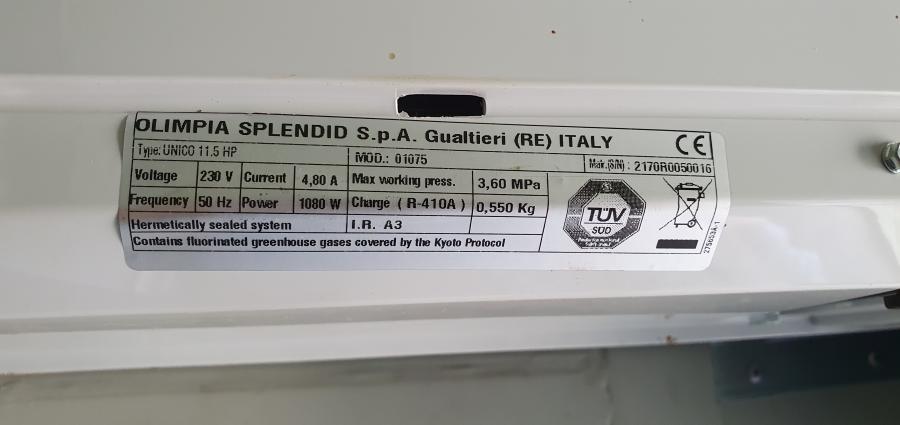 OLIMPIA SPLENDID S.p.A. Gualtieri (RE) ITALY CE
Type: UNICO 11.5 HP MOD.: 01075 Matr.(S/N): 2170R0050016
Voltage 230 V Current 4,80 A Max working press. 3,60 MPa
Frequency 50 Hz Power 1080 W Charge ( R-410A ) 0,550 Kg
Hermetically sealed system I.R. A3
Contains fluorinated greenhouse gases covered by the Kyoto Protocol
TÜV
SÜD